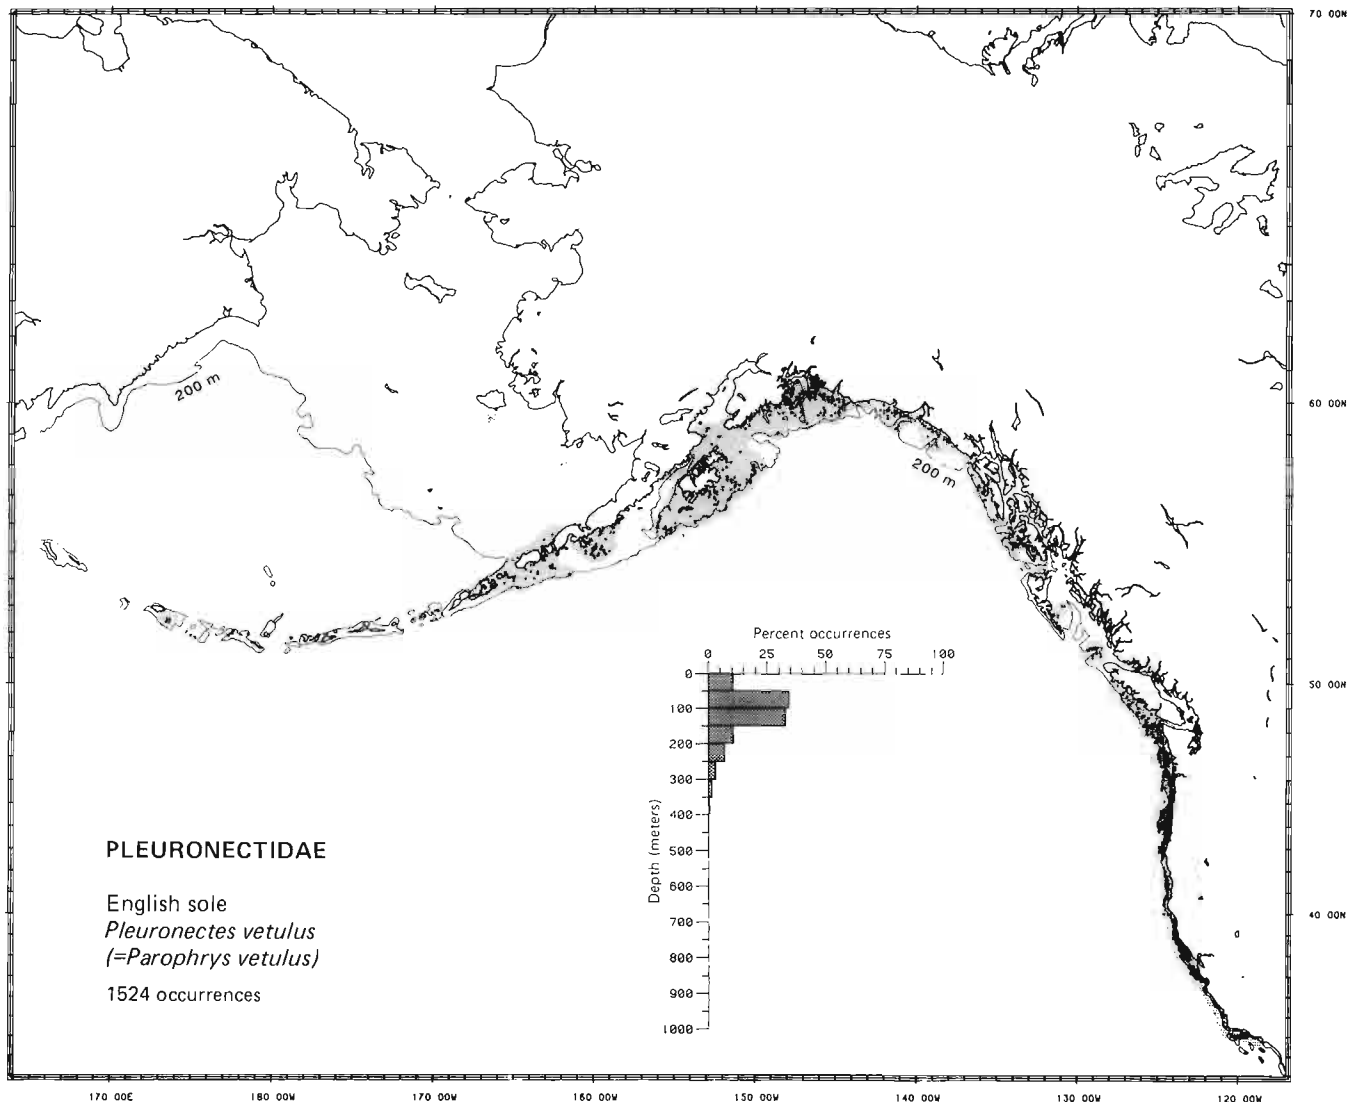 70 00N
200 m
60 00N
200 m
Percent occurrences
0 25 50 75 100
0
100
200
300
400
500
600
700
800
900
1000
Depth (meters)
50 00N
40 00N
PLEURONECTIDAE
English sole
Pleuronectes vetulus
(=Parophrys vetulus)
1524 occurrences
170 00E 180 00W 170 00W 160 00W 150 00W 140 00W 130 00W 120 00W